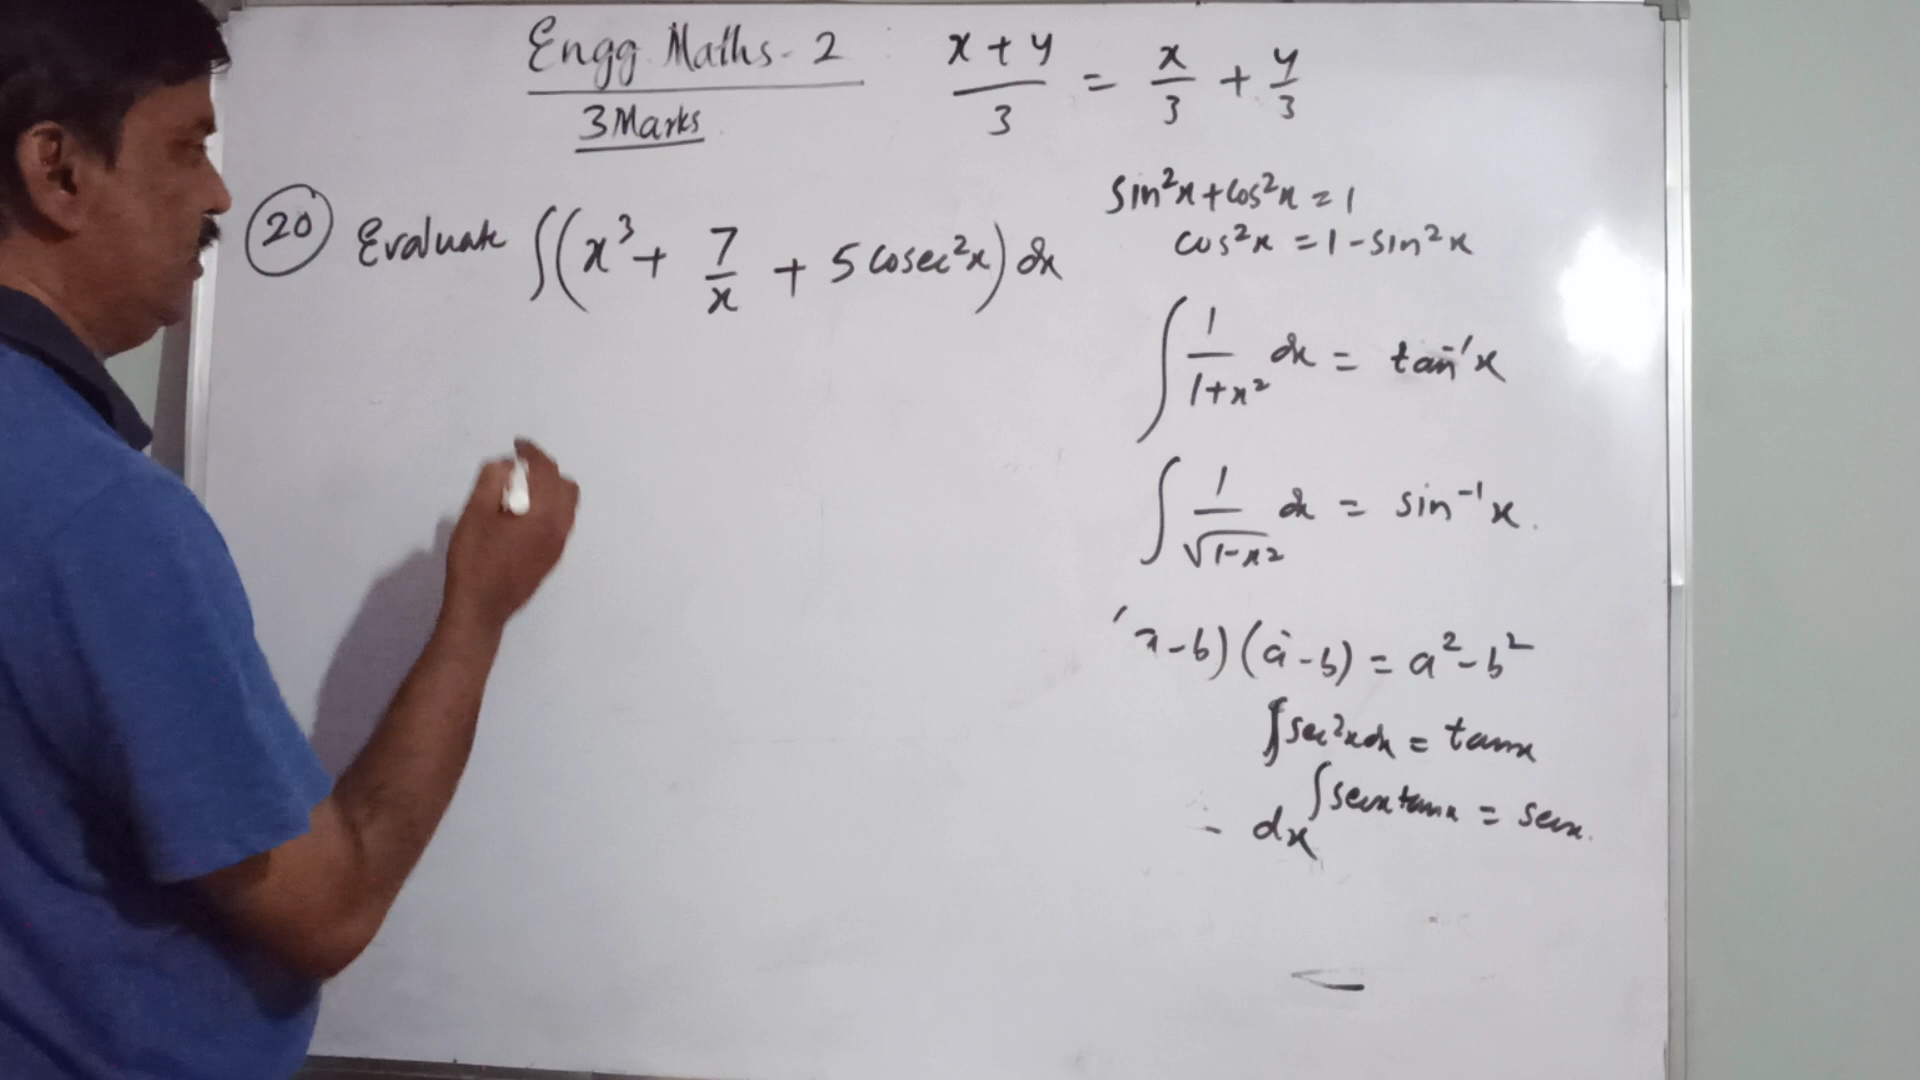 Engg. Maths - 2
3 Marks
x + y / 3 = x/3 + y/3
20 Evaluate ∫(x³ + 7/x + 5 cosec²x) dx
sin²x + cos²x = 1
cos²x = 1 - sin²x
∫ 1/1+x² dx = tan⁻¹x
∫ 1/√1-x² dx = sin⁻¹x.
-b)(a-b) = a²-b²
∫sec²x dx = tanx
∫secx tanx = secx.
- dx